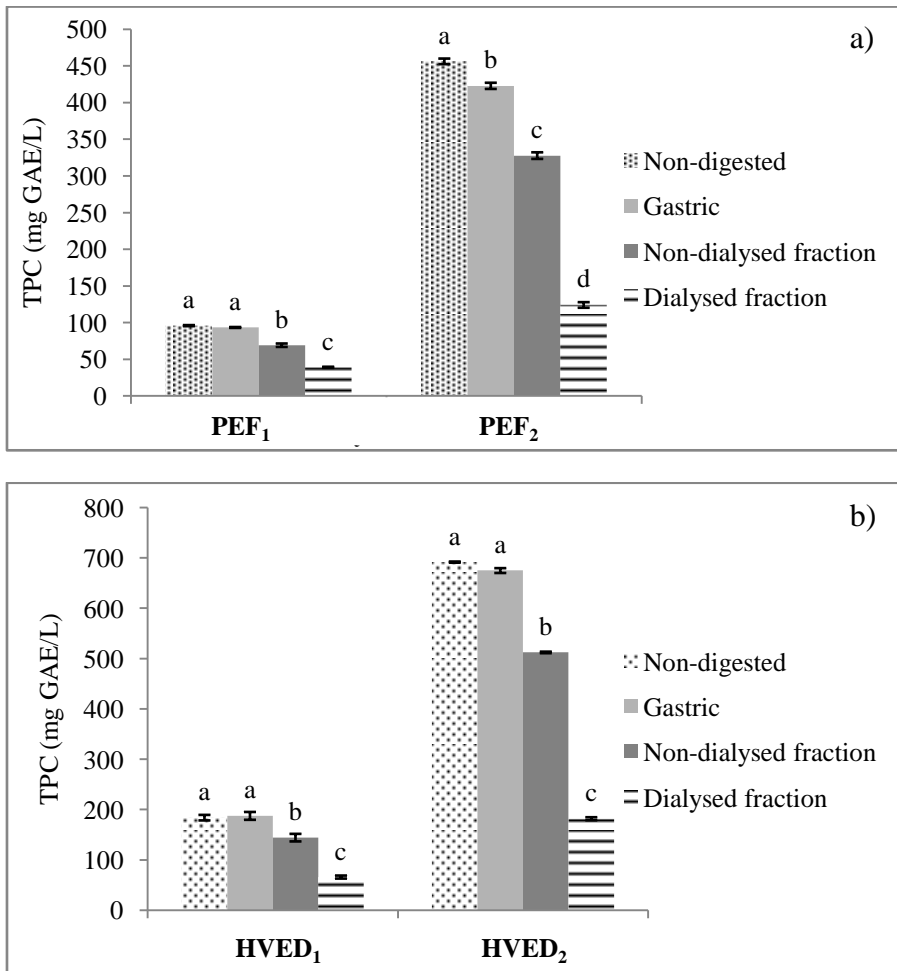 a)
TPC (mg GAE/L)
500
450
400
350
300
250
200
150
100
50
0
a
a
b
c
a
b
c
d
PEF₁
PEF₂
Non-digested
Gastric
Non-dialysed fraction
Dialysed fraction
b)
TPC (mg GAE/L)
800
700
600
500
400
300
200
100
0
a
a
b
c
a
a
b
c
HVED₁
HVED₂
Non-digested
Gastric
Non-dialysed fraction
Dialysed fraction